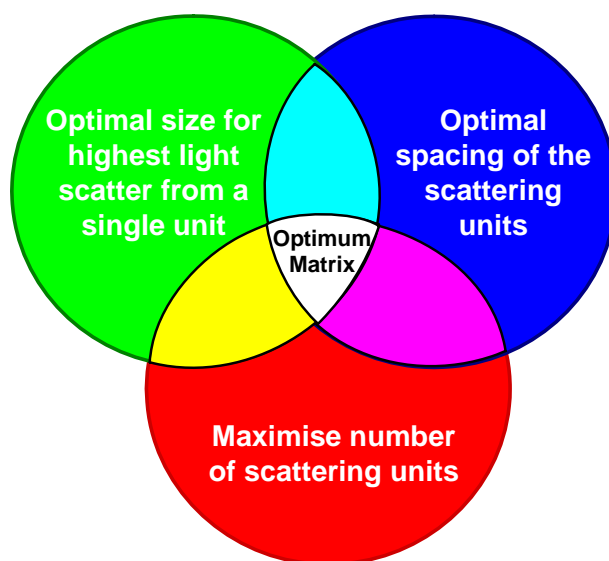 Optimal size for
highest light
scatter from a
single unit
Optimal
spacing of the
scattering
units
Optimum
Matrix
Maximise number
of scattering units